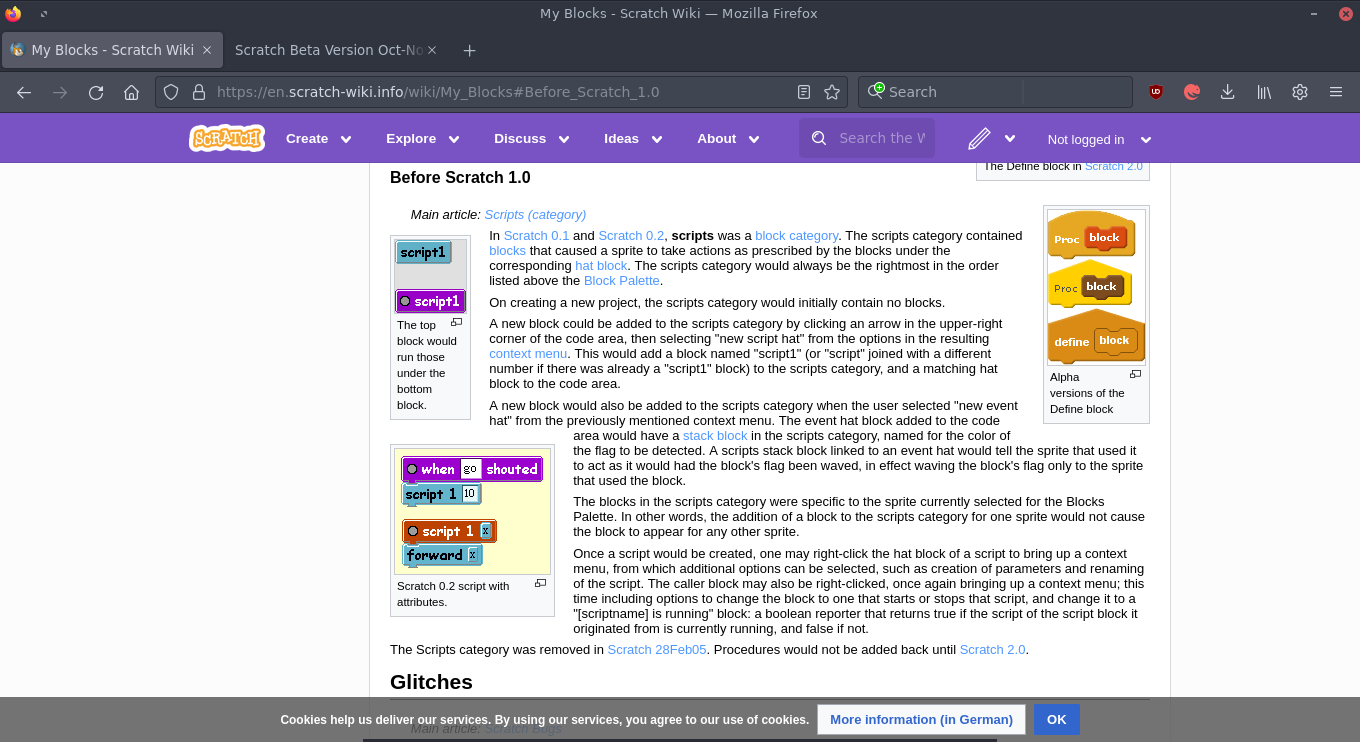 My Blocks - Scratch Wiki — Mozilla Firefox
My Blocks - Scratch Wiki
Scratch Beta Version Oct-No
https://en.scratch-wiki.info/wiki/My_Blocks#Before_Scratch_1.0
Search
SCRATCH
Create
Explore
Discuss
Ideas
About
Search the W
Not logged in
The Define block in Scratch 2.0
Before Scratch 1.0
Main article: Scripts (category)
script1
script1
The top
block would
run those
under the
bottom
block.
In Scratch 0.1 and Scratch 0.2, scripts was a block category. The scripts category contained
blocks that caused a sprite to take actions as prescribed by the blocks under the
corresponding hat block. The scripts category would always be the rightmost in the order
listed above the Block Palette.
On creating a new project, the scripts category would initially contain no blocks.
A new block could be added to the scripts category by clicking an arrow in the upper-right
corner of the code area, then selecting "new script hat" from the options in the resulting
context menu. This would add a block named "script1" (or "script" joined with a different
number if there was already a "script1" block) to the scripts category, and a matching hat
block to the code area.
Proc block
Proc block
define block
Alpha
versions of the
Define block
A new block would also be added to the scripts category when the user selected "new event
hat" from the previously mentioned context menu. The event hat block added to the code
area would have a stack block in the scripts category, named for the color of
the flag to be detected. A scripts stack block linked to an event hat would tell the sprite that used it
to act as it would had the block's flag been waved, in effect waving the block's flag only to the sprite
that used the block.
when go shouted
script 1 10
script 1 x
forward x
Scratch 0.2 script with
attributes.
The blocks in the scripts category were specific to the sprite currently selected for the Blocks
Palette. In other words, the addition of a block to the scripts category for one sprite would not cause
the block to appear for any other sprite.
Once a script would be created, one may right-click the hat block of a script to bring up a context
menu, from which additional options can be selected, such as creation of parameters and renaming
of the script. The caller block may also be right-clicked, once again bringing up a context menu; this
time including options to change the block to one that starts or stops that script, and change it to a
"[scriptname] is running" block: a boolean reporter that returns true if the script of the script block it
originated from is currently running, and false if not.
The Scripts category was removed in Scratch 28Feb05. Procedures would not be added back until Scratch 2.0.
Glitches
Main article: Scratch Bugs
Cookies help us deliver our services. By using our services, you agree to our use of cookies.
More information (in German)
OK